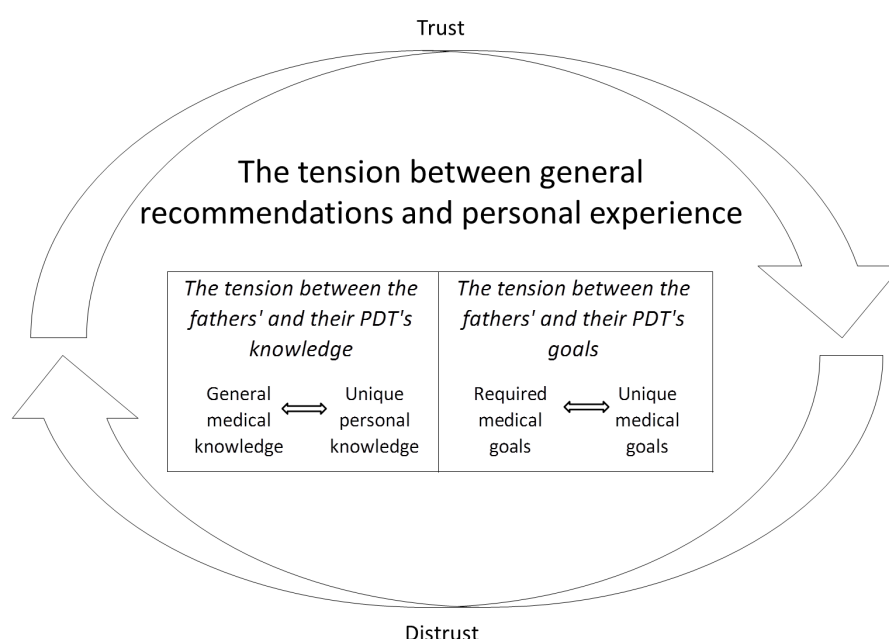 Trust
The tension between general
recommendations and personal experience
The tension between the
fathers' and their PDT's
knowledge
General
medical
knowledge
Unique
personal
knowledge
The tension between the
fathers' and their PDT's
goals
Required
medical
goals
Unique
medical
goals
Distrust